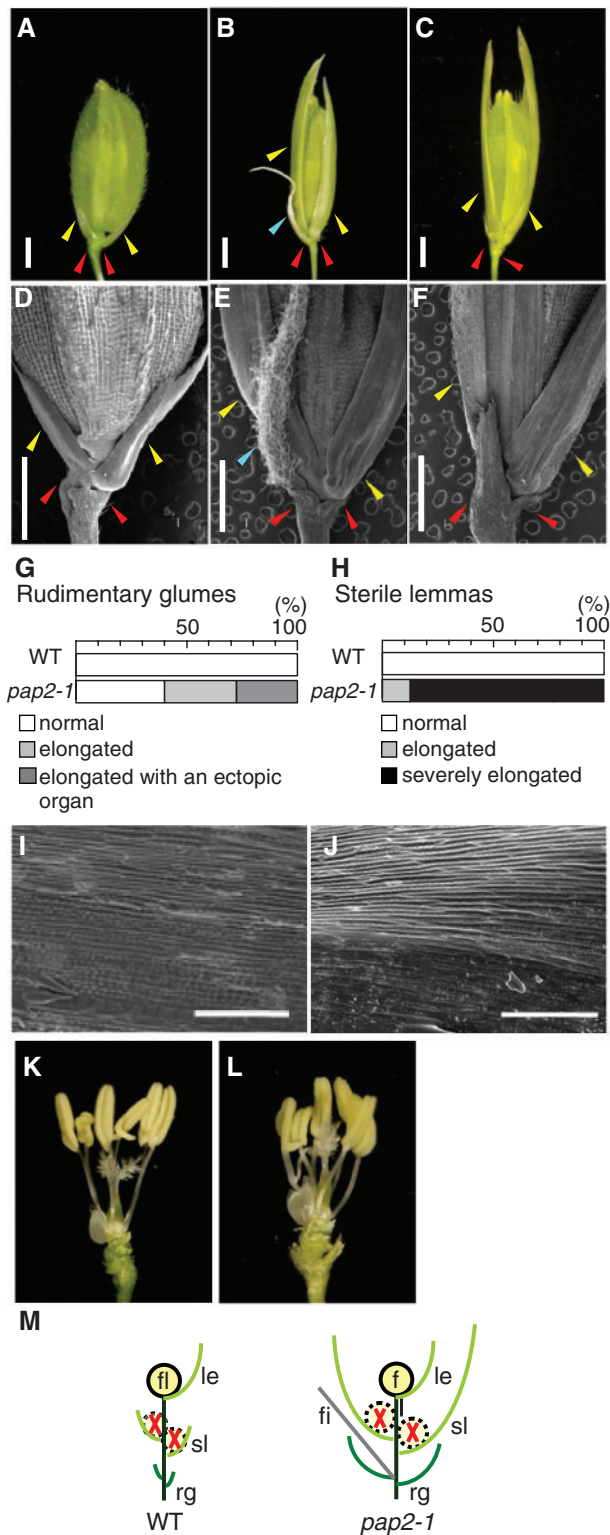 A
B
C
D
E
F
G
H
Rudimentary glumes
Sterile lemmas
(%)
(%)
50
100
50
100
WT
WT
pap2-1
pap2-1
normal
elongated
elongated with an ectopic
organ
normal
elongated
severely elongated
I
J
K
L
M
fl
le
X
X
sl
rg
WT
f
l
le
fi
X
X
sl
rg
pap2-1